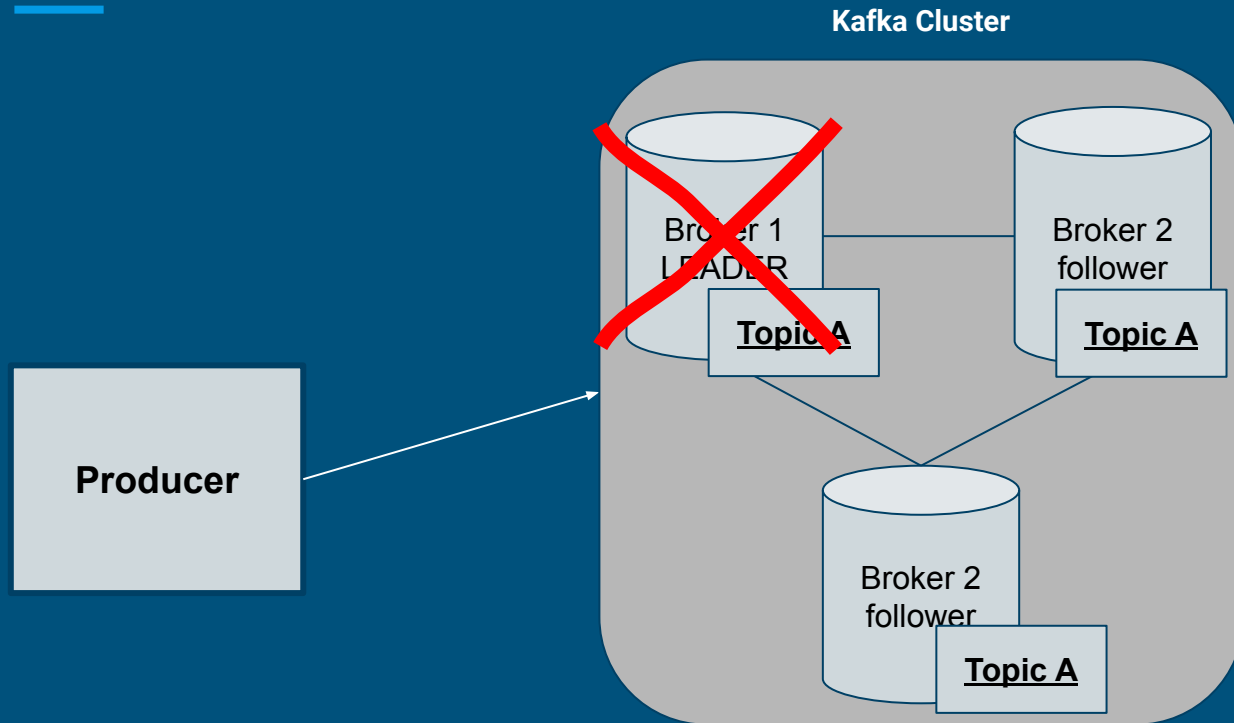 Kafka Cluster
Broker 1
LEADER
Topic A
Broker 2
follower
Topic A
Producer
Broker 2
follower
Topic A